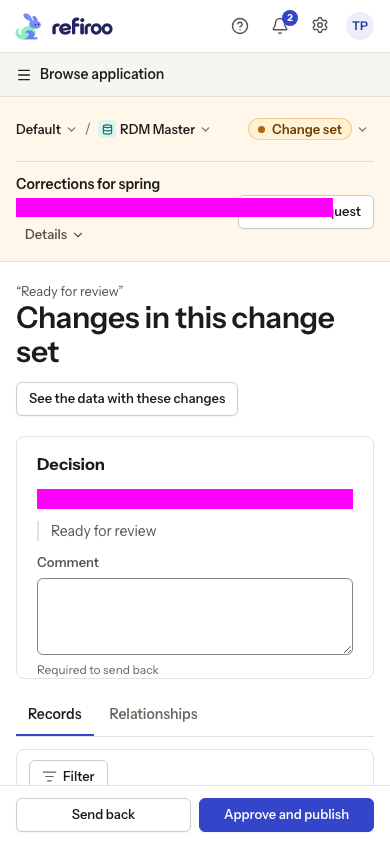 refiroo
2
TP
Browse application
Default / RDM Master
Change set
Corrections for spring
Details
“Ready for review”
Changes in this change
set
See the data with these changes
Decision
Ready for review
Comment
Required to send back
Records
Relationships
Filter
Send back
Approve and publish